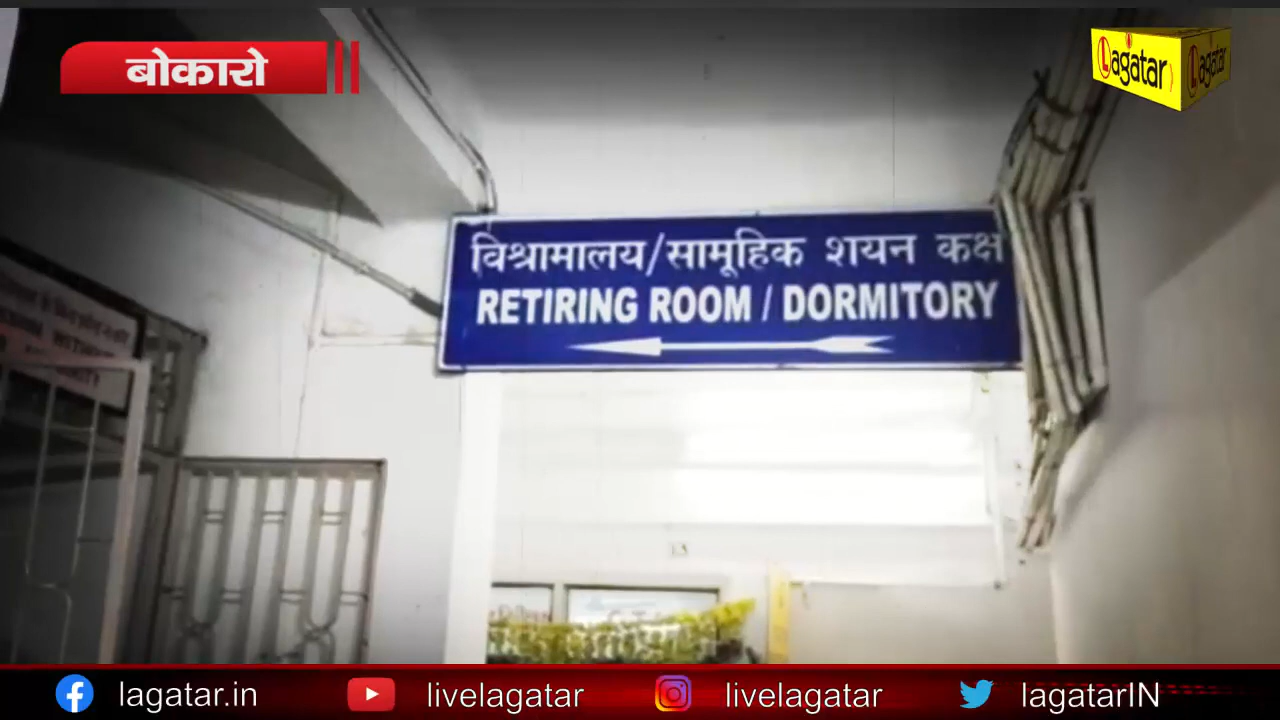 बोकारो
Lagatar
Lagatar
विश्रामालय/सामूहिक शयन कक्ष
RETIRING ROOM / DORMITORY
lagatar.in
livelagatar
livelagatar
lagatarIN